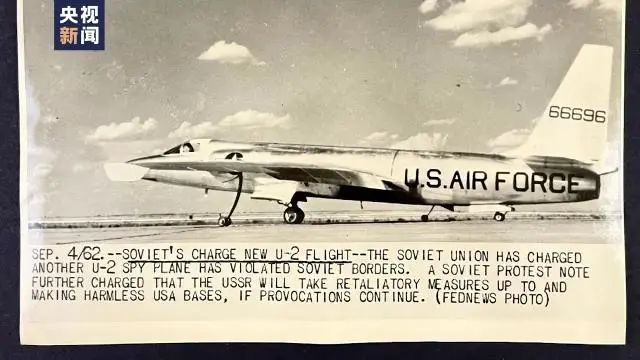 央视
新闻
66696
U.S.AIR FORCE
SEP. 4/62.--SOVIET'S CHARGE NEW U-2 FLIGHT--THE SOVIET UNION HAS CHARGED
ANOTHER U-2 SPY PLANE HAS VIOLATED SOVIET BORDERS. A SOVIET PROTEST NOTE
FURTHER CHARGED THAT THE USSR WILL TAKE RETALIATORY MEASURES UP TO AND
MAKING HARMLESS USA BASES, IF PROVOCATIONS CONTINUE. (FEDNEWS PHOTO)